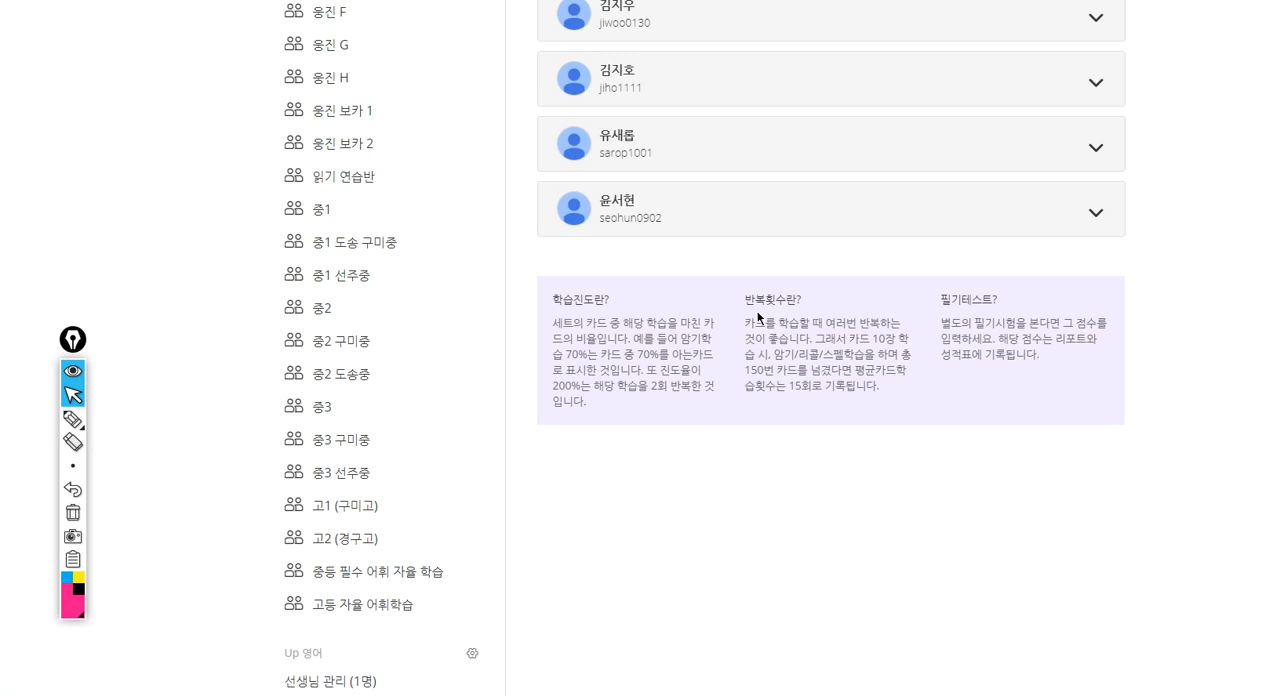 웅진 F
웅진 G
웅진 H
웅진 보카 1
웅진 보카 2
읽기 연습반
중1
중1 도송 구미중
중1 선주중
중2
중2 구미중
중2 도송중
중3
중3 구미중
중3 선주중
고1 (구미고)
고2 (경구고)
중등 필수 어휘 자율 학습
고등 자율 어휘학습
Up 영어
선생님 관리 (1명)
김지우
jiwoo0130
김지호
jiho1111
유새롭
sarop1001
윤서현
seohun0902
학습진도란?
세트의 카드 중 해당 학습을 마친 카
드의 비율입니다. 예를 들어 암기학
습 70%는 카드 중 70%를 아는카드
로 표시한 것입니다. 또 진도율이
200%는 해당 학습을 2회 반복한 것
입니다.
반복횟수란?
카드를 학습할 때 여러번 반복하는
것이 좋습니다. 그래서 카드 10장 학
습 시, 암기/리콜/스펠학습을 하며 총
150번 카드를 넘겼다면 평균카드학
습횟수는 15회로 기록됩니다.
필기테스트?
별도의 필기시험을 본다면 그 점수를
입력하세요. 해당 점수는 리포트와
성적표에 기록됩니다.